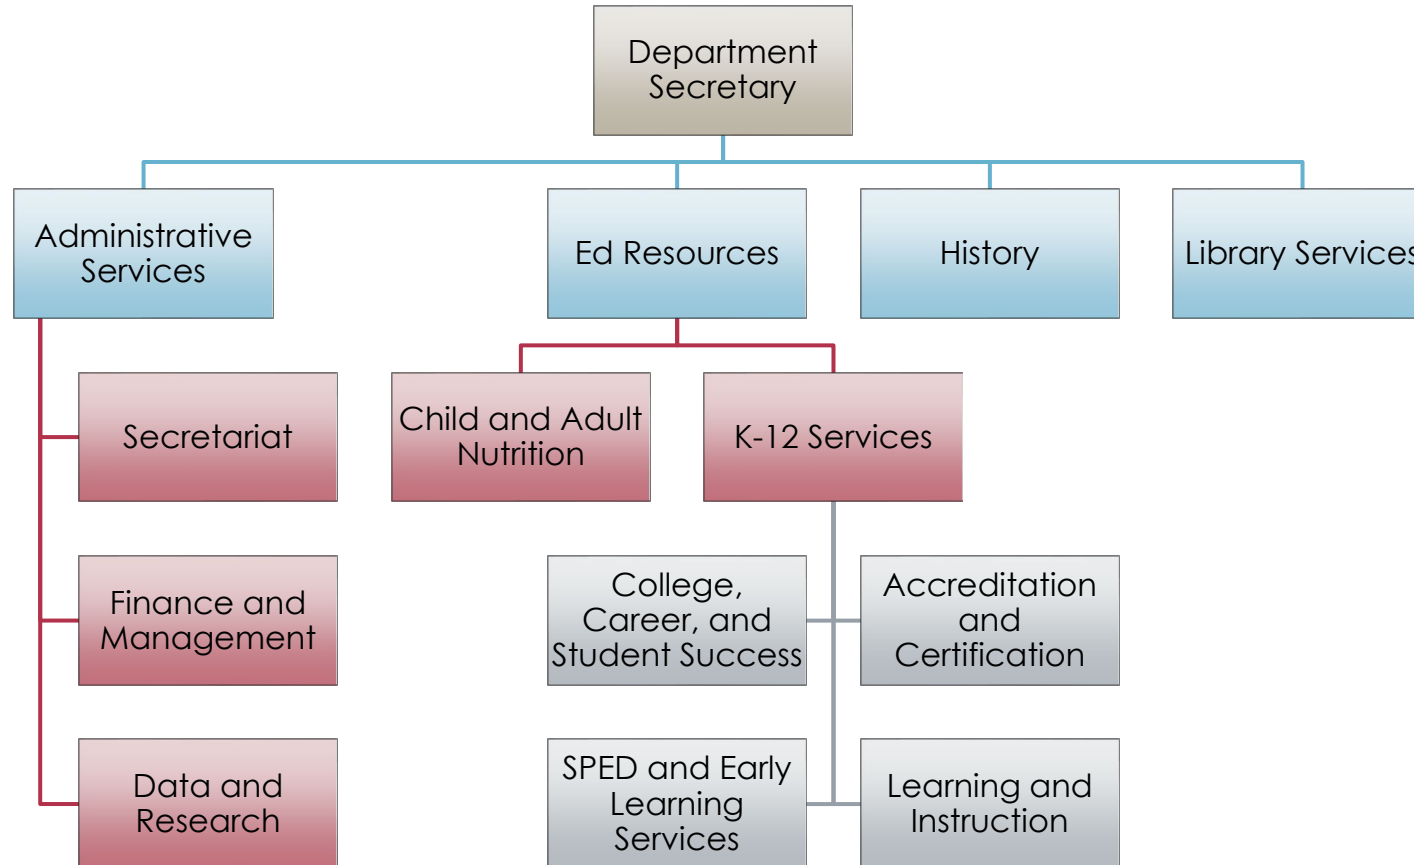 Department
Secretary
Administrative
Services
Ed Resources
History
Library Services
Secretariat
Child and Adult
Nutrition
K-12 Services
Finance and
Management
College,
Career, and
Student Success
Accreditation
and
Certification
Data and
Research
SPED and Early
Learning
Services
Learning and
Instruction